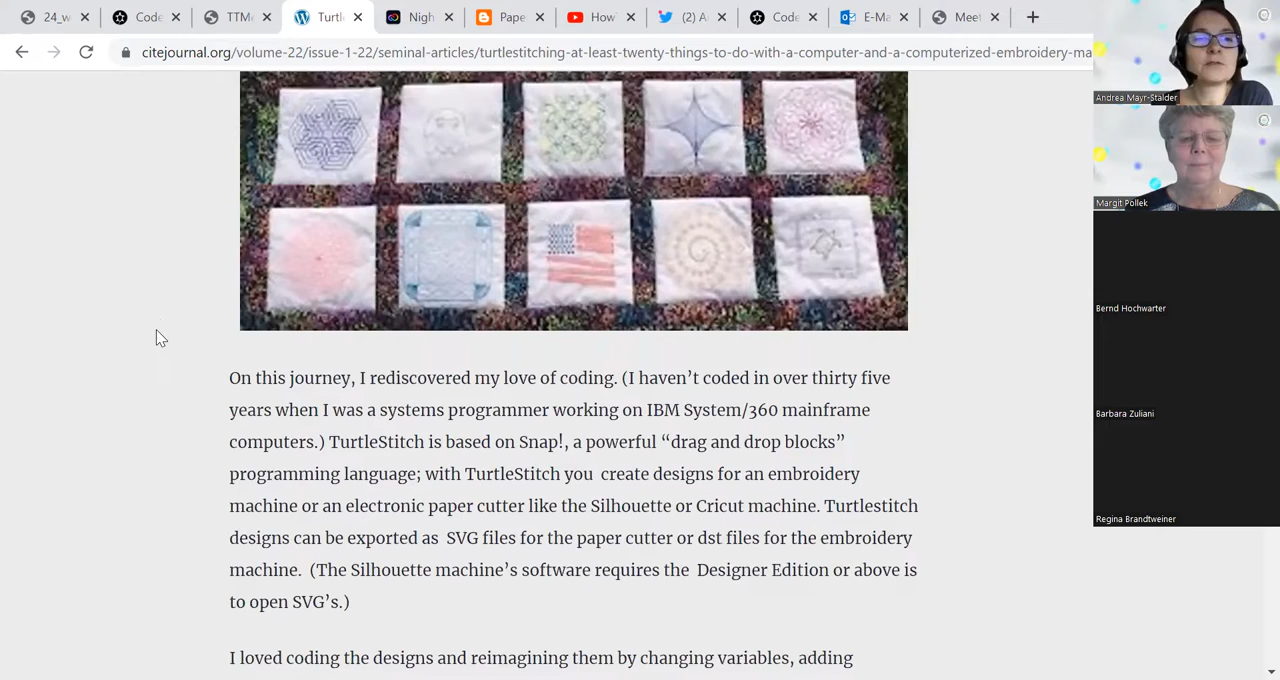 24_w
Code
TTM
Turtl
Nigh
Pape
How
(2) A
Code
E-Ma
Meet
citejournal.org/volume-22/issue-1-22/seminal-articles/turtlestitching-at-least-twenty-things-to-do-with-a-computer-and-a-computerized-embroidery-ma
Andrea Mayr-Stalder
Margit Pollek
Bernd Hochwarter
Barbara Zuliani
Regina Brandtweiner
On this journey, I rediscovered my love of coding. (I haven’t coded in over thirty five
years when I was a systems programmer working on IBM System/360 mainframe
computers.) TurtleStitch is based on Snap!, a powerful “drag and drop blocks”
programming language; with TurtleStitch you create designs for an embroidery
machine or an electronic paper cutter like the Silhouette or Cricut machine. Turtlestitch
designs can be exported as SVG files for the paper cutter or dst files for the embroidery
machine. (The Silhouette machine’s software requires the Designer Edition or above is
to open SVG’s.)
I loved coding the designs and reimagining them by changing variables, adding